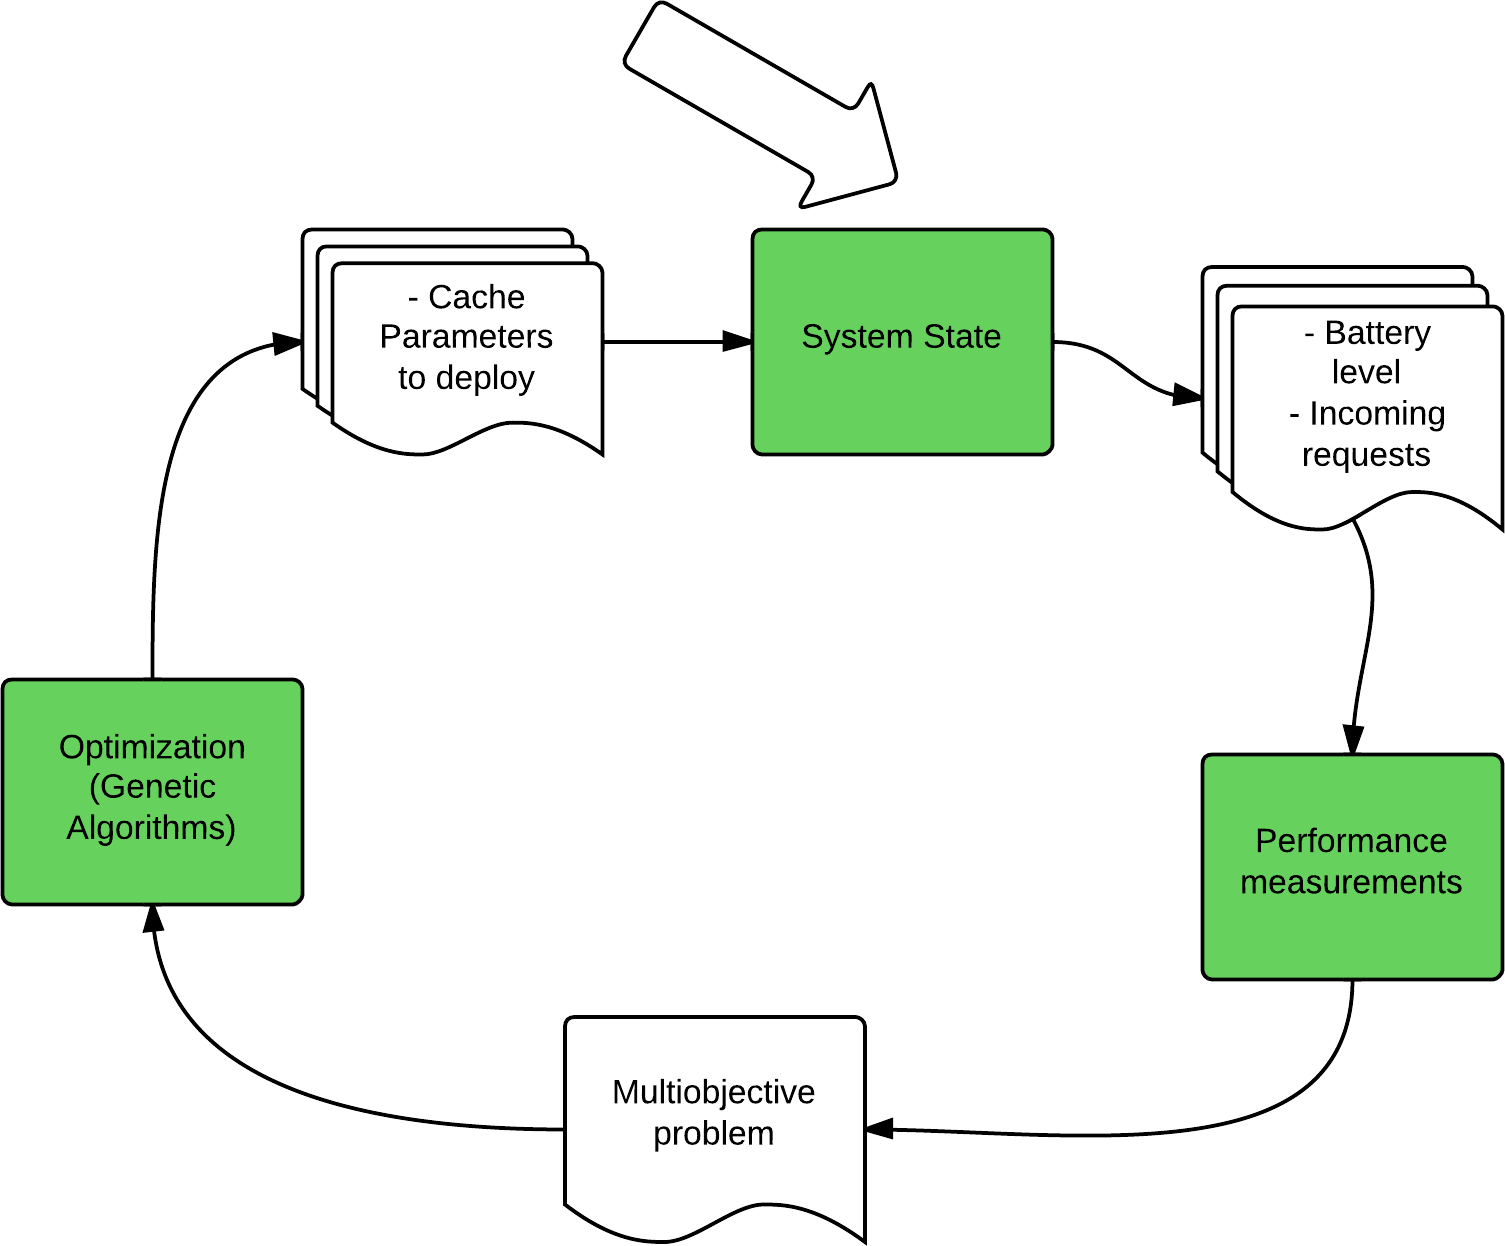 - Cache
Parameters
to deploy
System State
- Battery
level
- Incoming
requests
Optimization
(Genetic
Algorithms)
Performance
measurements
Multiobjective
problem